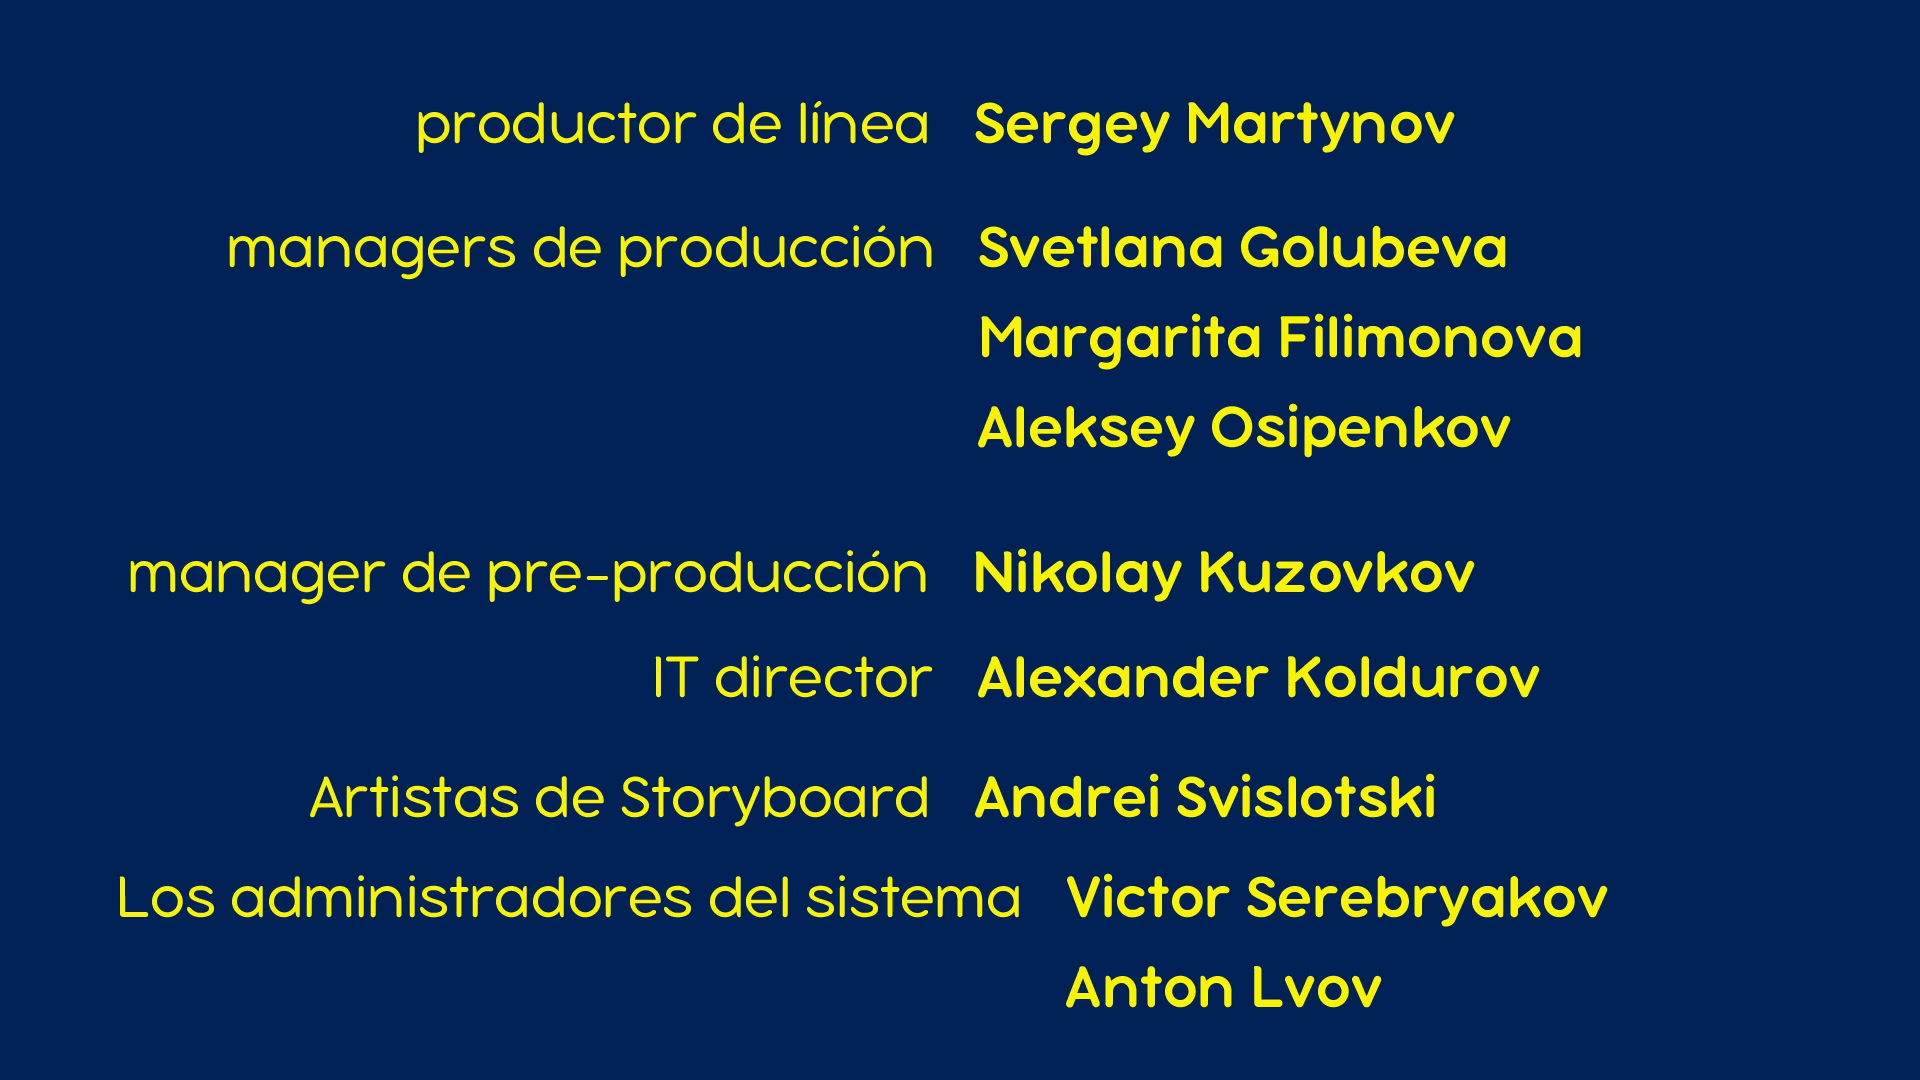 productor de línea Sergey Martynov
managers de producción Svetlana Golubeva
Margarita Filimonova
Aleksey Osipenkov
manager de pre-producción Nikolay Kuzovkov
IT director Alexander Koldurov
Artistas de Storyboard Andrei Svislotski
Los administradores del sistema Victor Serebryakov
Anton Lvov